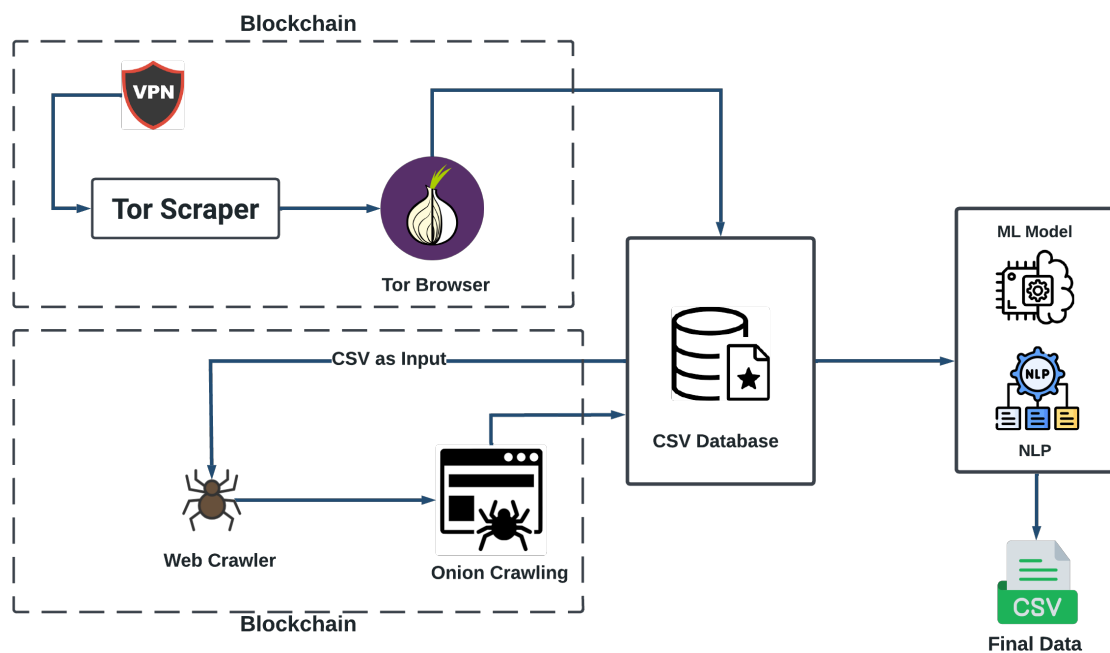 Blockchain
VPN
Tor Scraper
Tor Browser
ML Model
NLP
NLP
CSV as Input
CSV Database
Web Crawler
Onion Crawling
CSV
Final Data
Blockchain